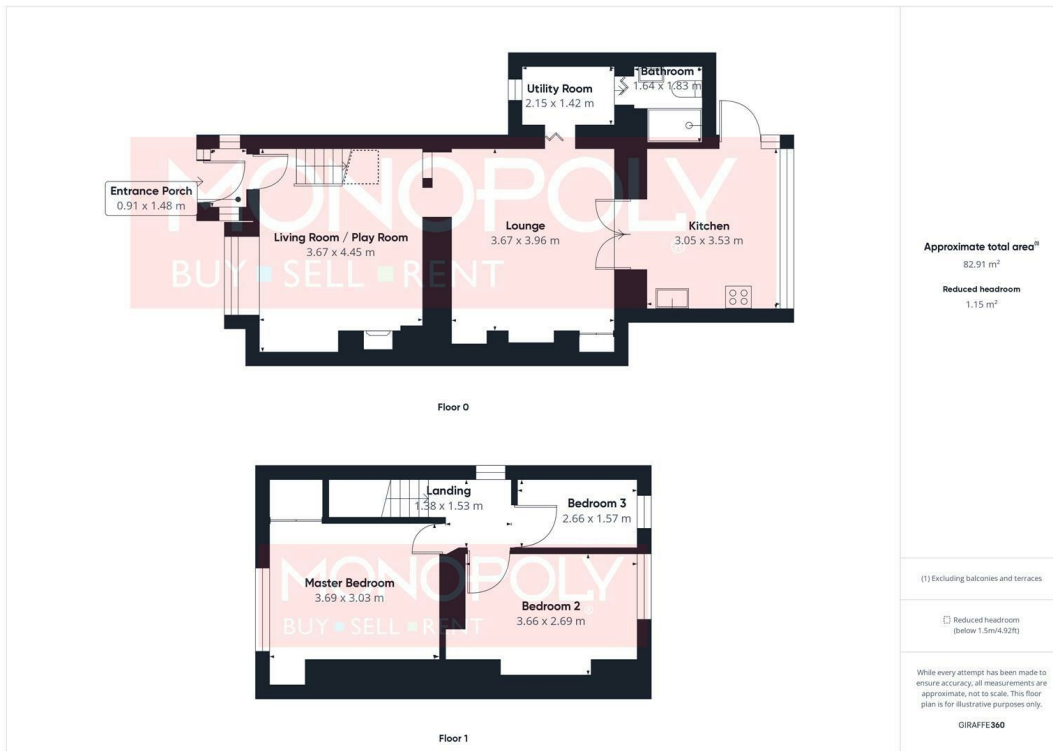 Utility Room
2.15 x 1.42 m
Bathroom
1.64 x 1.83 m
Entrance Porch
0.91 x 1.48 m
Living Room / Play Room
3.67 x 4.45 m
Lounge
3.67 x 3.96 m
Kitchen
3.05 x 3.53 m
MONOPOLY
BUY SELL RENT
®
Floor 0
Landing
1.38 x 1.53 m
Bedroom 3
2.66 x 1.57 m
Master Bedroom
3.69 x 3.03 m
Bedroom 2
3.66 x 2.69 m
MONOPOLY
BUY SELL RENT
®
Floor 1
Approximate total area(1)
82.91 m²
Reduced headroom
1.15 m²
(1) Excluding balconies and terraces
Reduced headroom
(below 1.5m/4.92ft)
While every attempt has been made to
ensure accuracy, all measurements are
approximate, not to scale. This floor
plan is for illustrative purposes only.
GIRAFFE360